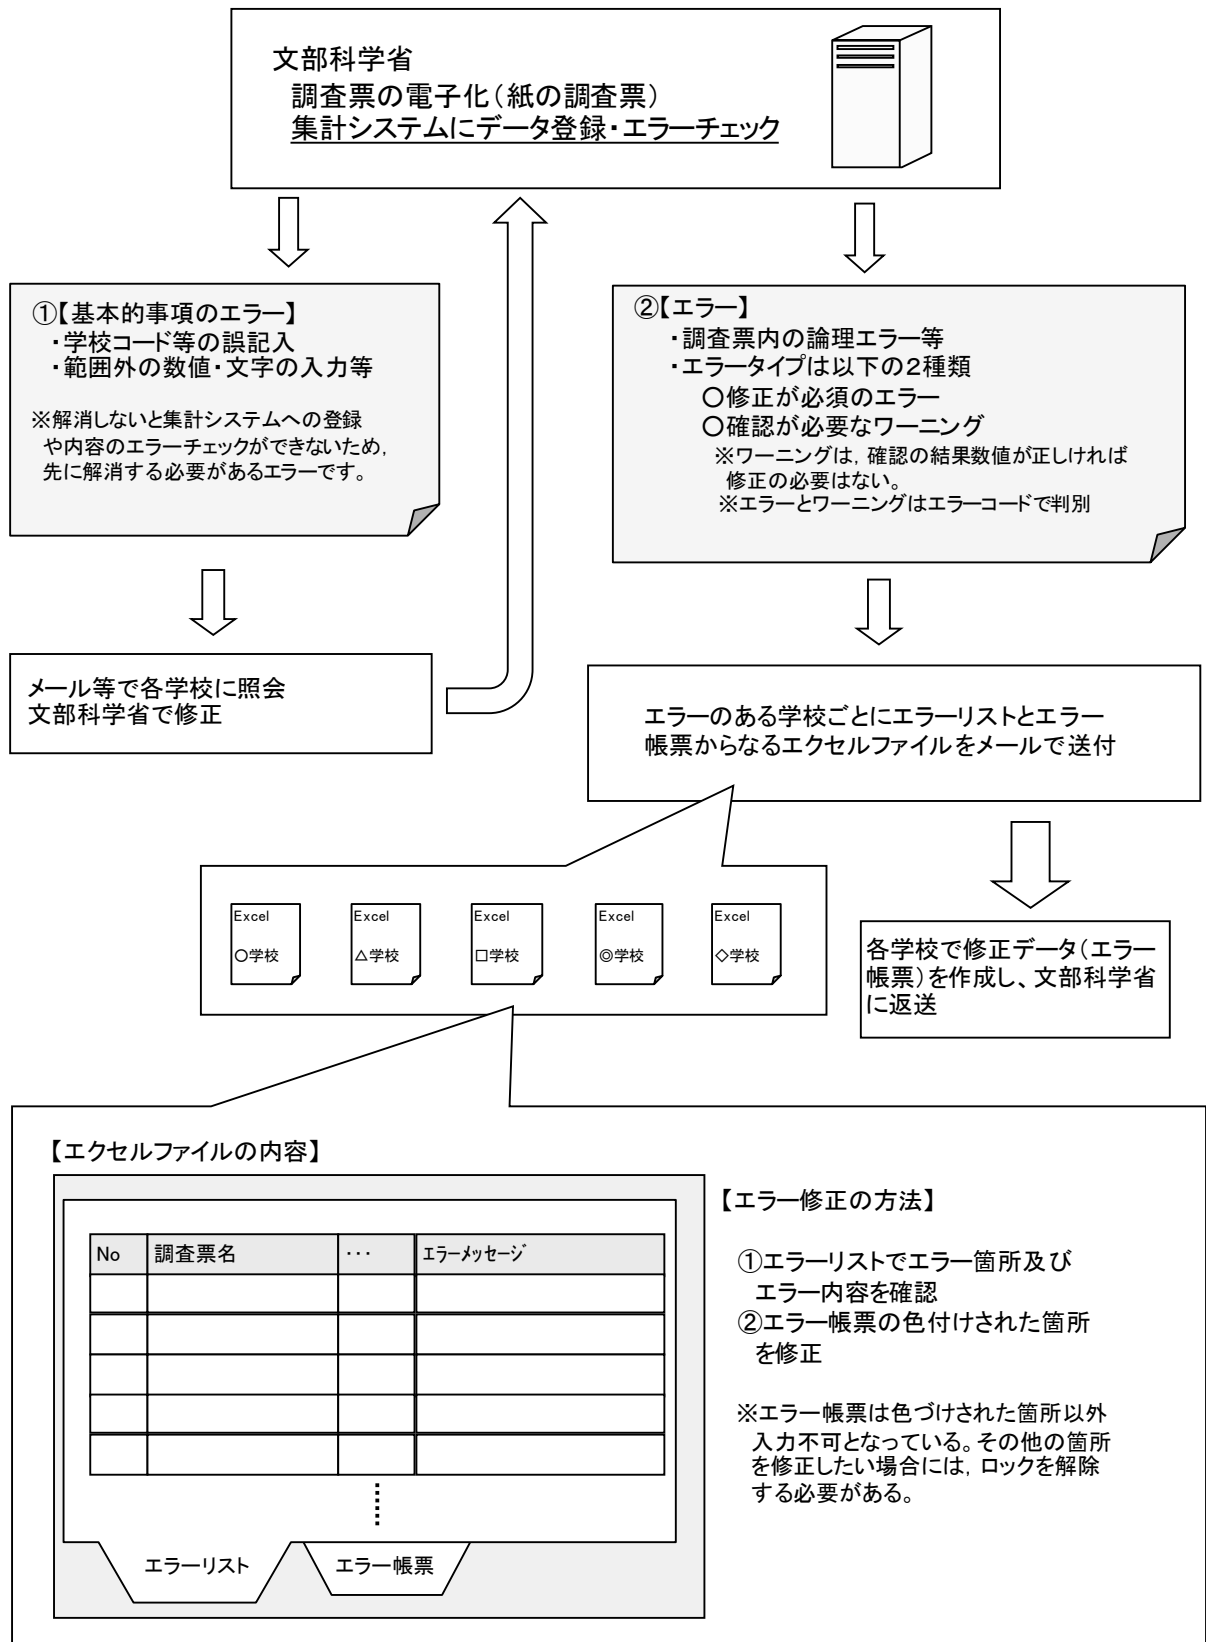 文部科学省
調査票の電子化（紙の調査票）
集計システムにデータ登録・エラーチェック
①【基本的事項のエラー】
・学校コード等の誤記入
・範囲外の数値・文字の入力等
※解消しないと集計システムへの登録
や内容のエラーチェックができないため，
先に解消する必要があるエラーです。
②【エラー】
・調査票内の論理エラー等
・エラータイプは以下の２種類
○修正が必須のエラー
○確認が必要なワーニング
※ワーニングは，確認の結果数値が正しければ
修正の必要はない。
※エラーとワーニングはエラーコードで判別
メール等で各学校に照会
文部科学省で修正
エラーのある学校ごとにエラーリストとエラー
帳票からなるエクセルファイルをメールで送付
Excel
○学校
Excel
△学校
Excel
□学校
Excel
◎学校
Excel
◇学校
各学校で修正データ（エラー
帳票）を作成し、文部科学省
に返送
【エクセルファイルの内容】
No 調査票名 ・・・ ｴﾗｰﾒｯｾｰｼﾞ
エラーリスト
エラー帳票
【エラー修正の方法】
①エラーリストでエラー箇所及び
エラー内容を確認
②エラー帳票の色付けされた箇所
を修正
※エラー帳票は色づけされた箇所以外
入力不可となっている。その他の箇所
を修正したい場合には，ロックを解除
する必要がある。